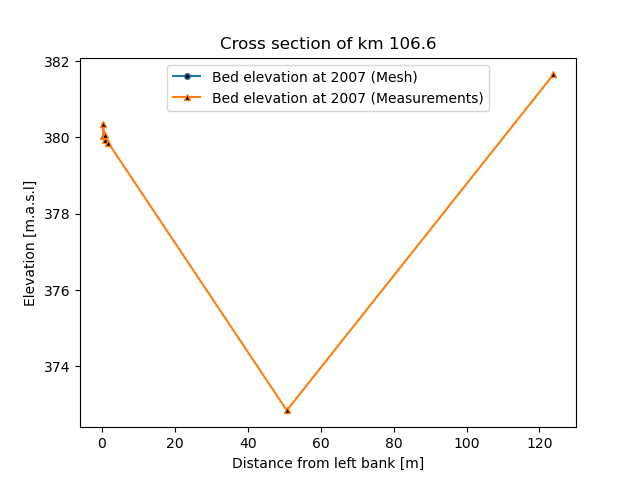 Cross section of km 106.6
Bed elevation at 2007 (Mesh)
Bed elevation at 2007 (Measurements)
Elevation [m.a.s.l]
382
380
378
376
374
0 20 40 60 80 100 120
Distance from left bank [m]